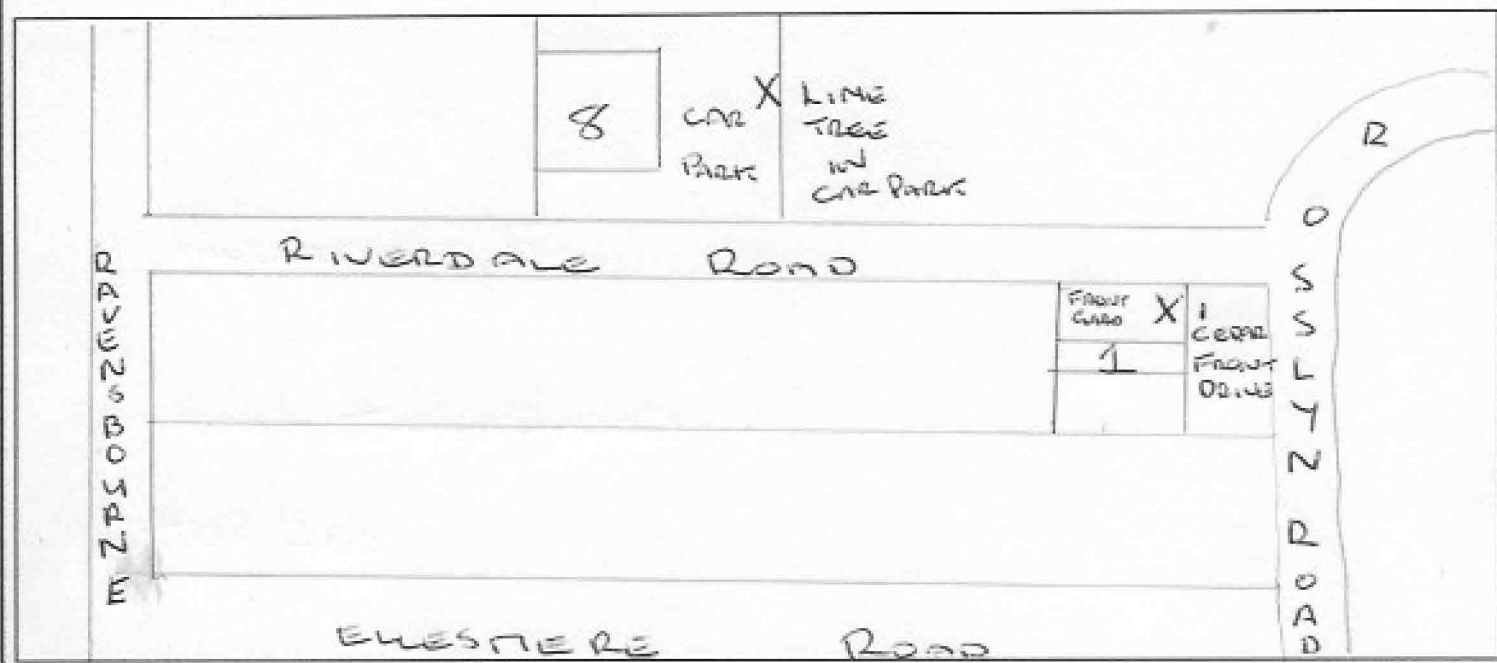 8
CAR
PARK
X
LIME
TREE
IN
CAR PARK
RIVERDALE ROAD
RAVENSBOURNE
FRONT
GARD
X
1
1
CEDAR
FRONT
DRIVE
ROSSLYN ROAD
ELLESMERE ROAD